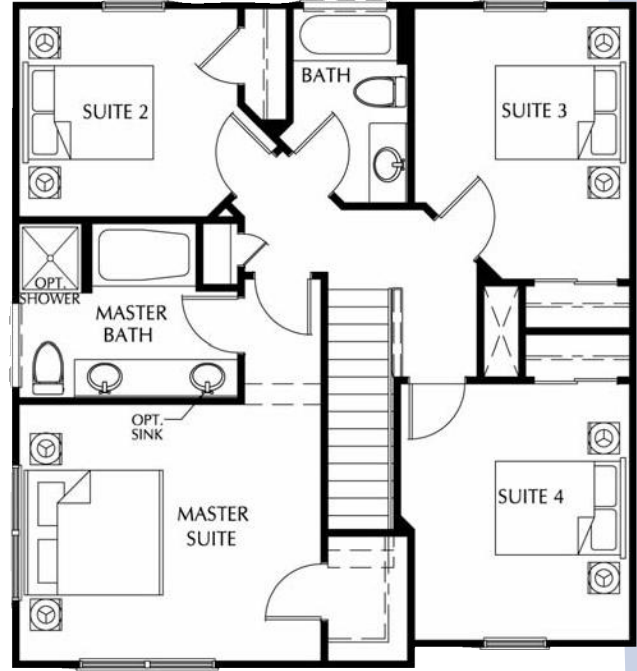 BATH
SUITE 2
SUITE 3
OPT.
SHOWER
MASTER
BATH
OPT.
SINK
MASTER
SUITE
SUITE 4